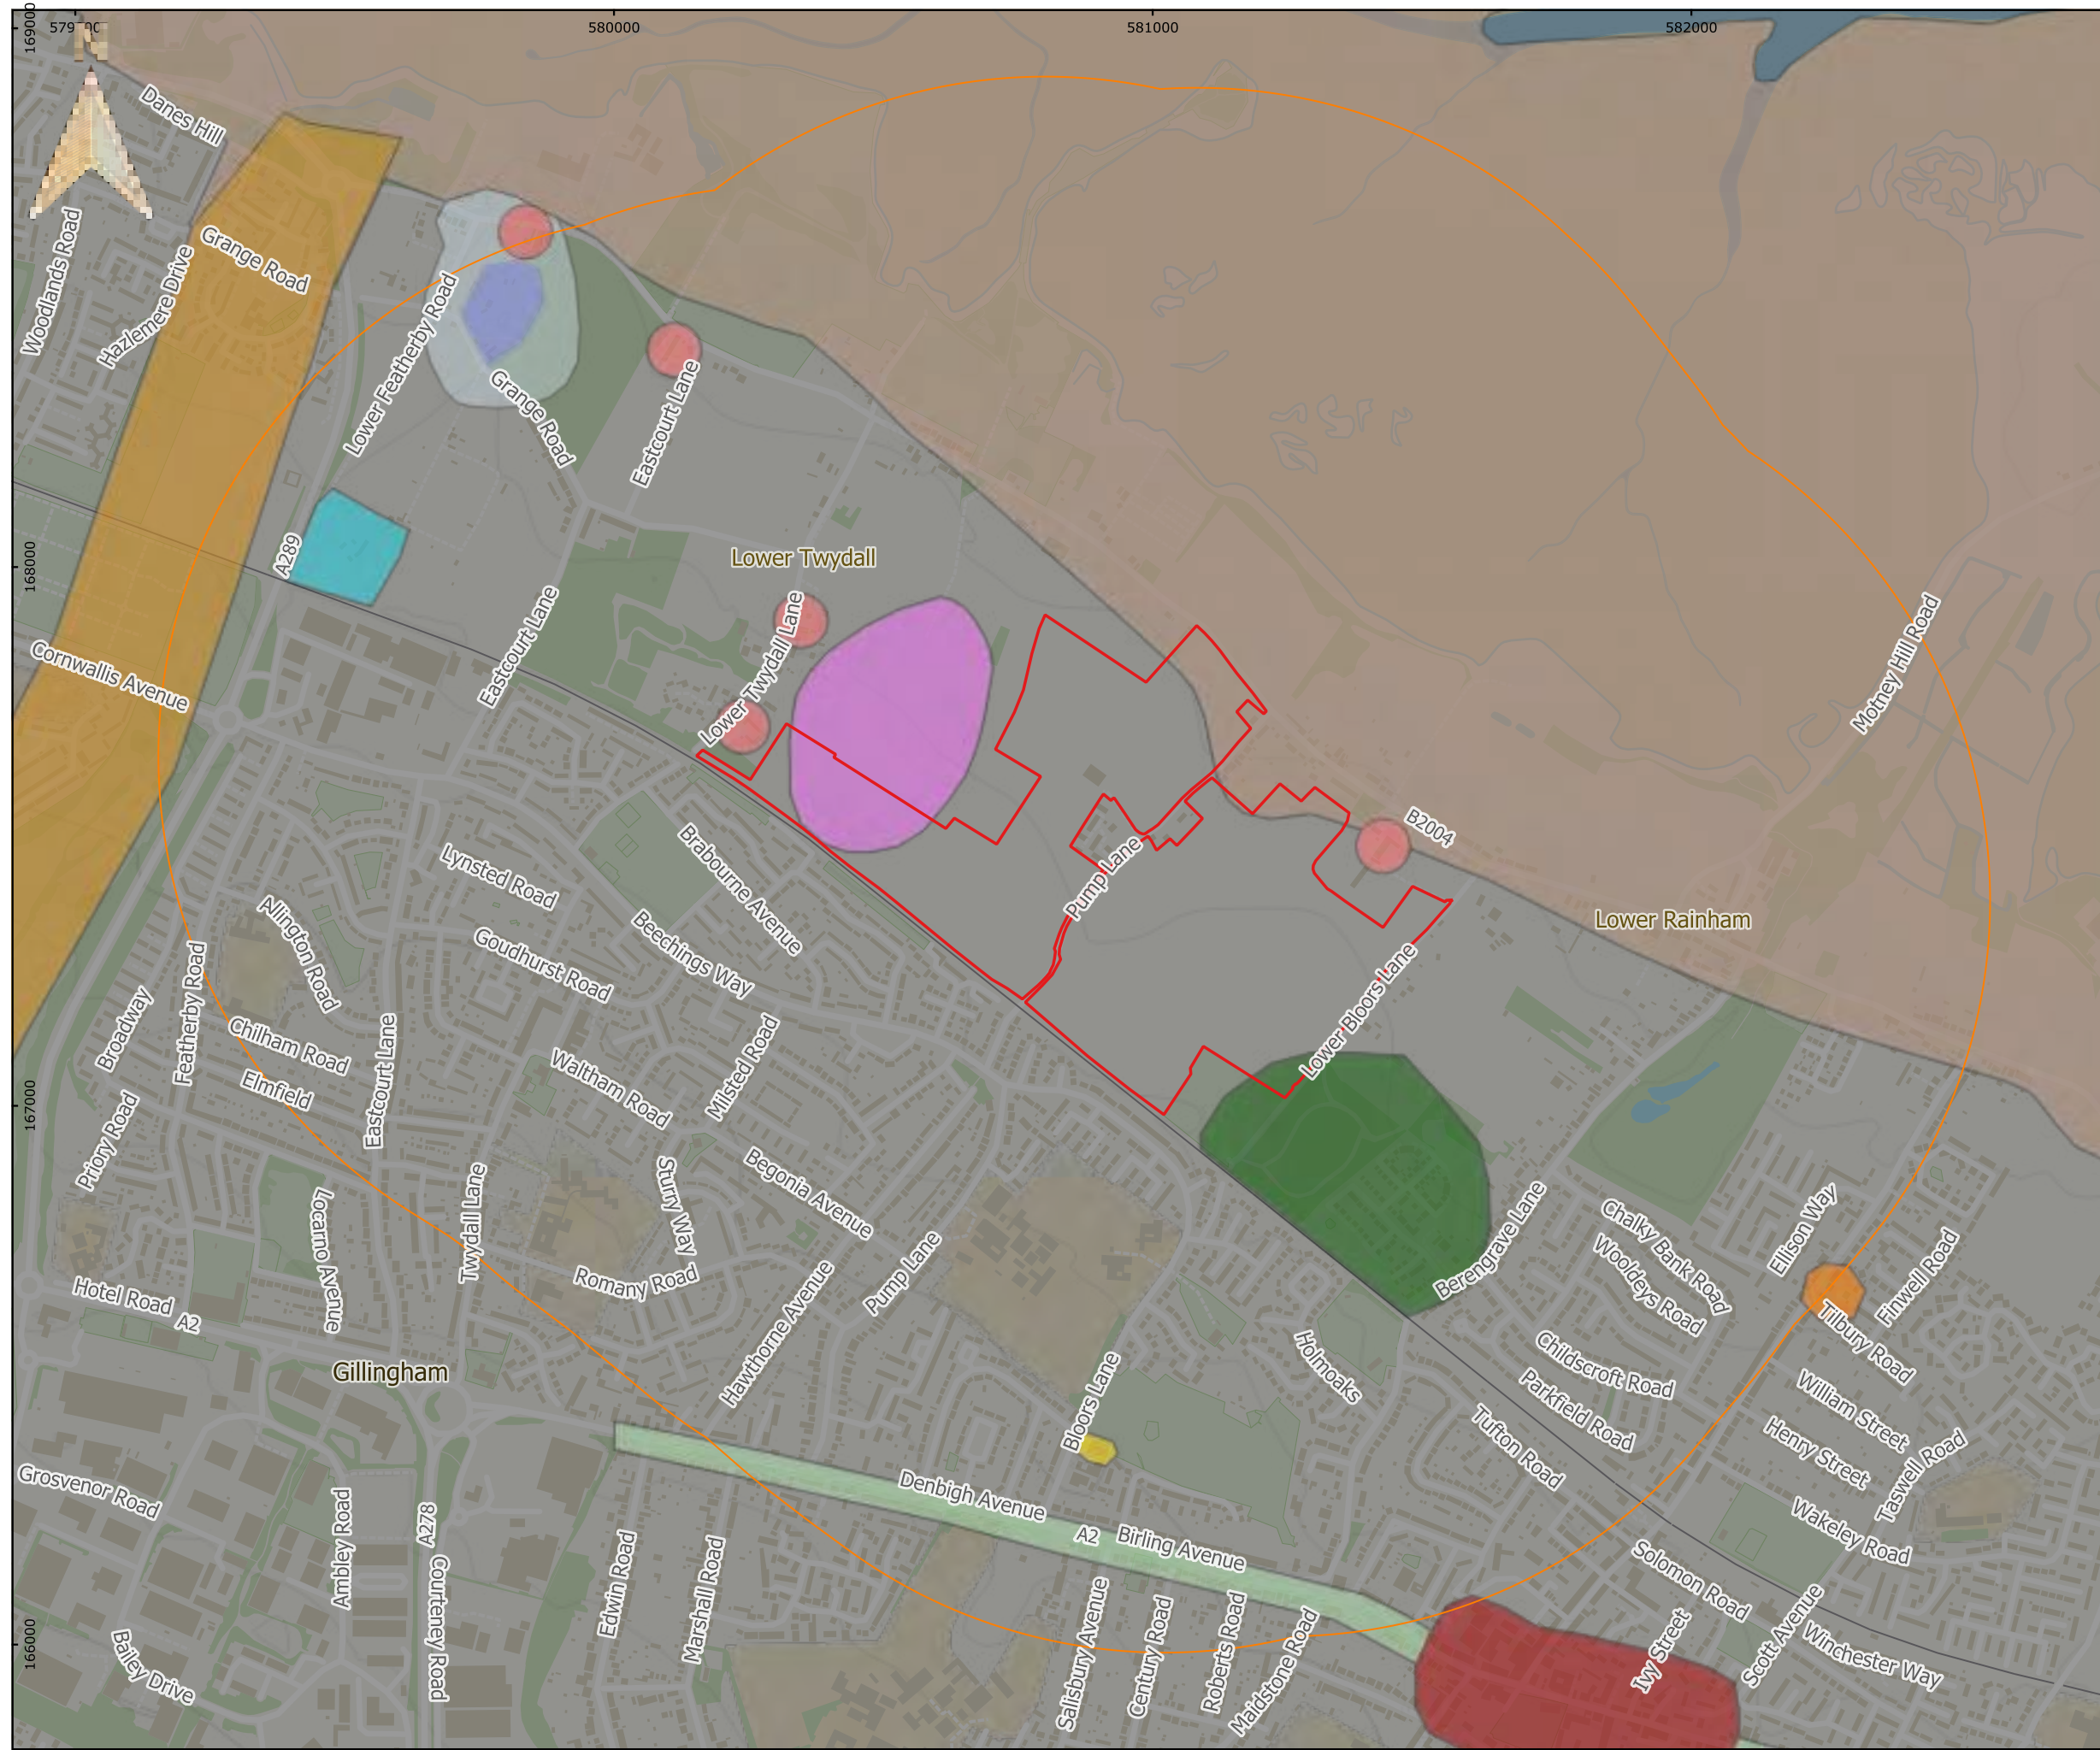 579000
580000
581000
582000
169000
N
Danes Hill
Woodlands Road
Hazlemere Drive
Grange Road
Lower Featherby Road
Grange Road
Eastcourt Lane
A289
168000
Lower Twydall
Lower Twydall Lane
Eastcourt Lane
Motney Hill Road
Cornwallis Avenue
B2004
Lower Rainham
Pump Lane
Lower Bloors Lane
Lynsted Road
Brabourne Avenue
Beechings Way
Goudhurst Road
Allington Road
Featherby Road
Broadway
Chilham Road
Elmfield
Eastcourt Lane
Waltham Road
Milsted Road
167000
Priory Road
Locarno Avenue
Twydall Lane
Sturry Way
Begonia Avenue
Romany Road
Pump Lane
Hawthorne Avenue
Berengrave Lane
Chalky Bank Road
Wooldeys Road
Ellison Way
Finwell Road
Tilbury Road
Hotel Road
A2
Gillingham
Holmoaks
Childscroft Road
Parkfield Road
William Street
Henry Street
Taswell Road
Bloors Lane
Tufton Road
Wakeley Road
Grosvenor Road
Denbigh Avenue
A2
Birling Avenue
Ambley Road
A278
Courteney Road
Edwin Road
Marshall Road
Salisbury Avenue
Century Road
Roberts Road
Maidstone Road
Solomon Road
Ivy Street
Scott Avenue
Winchester Way
166000
Bailey Drive